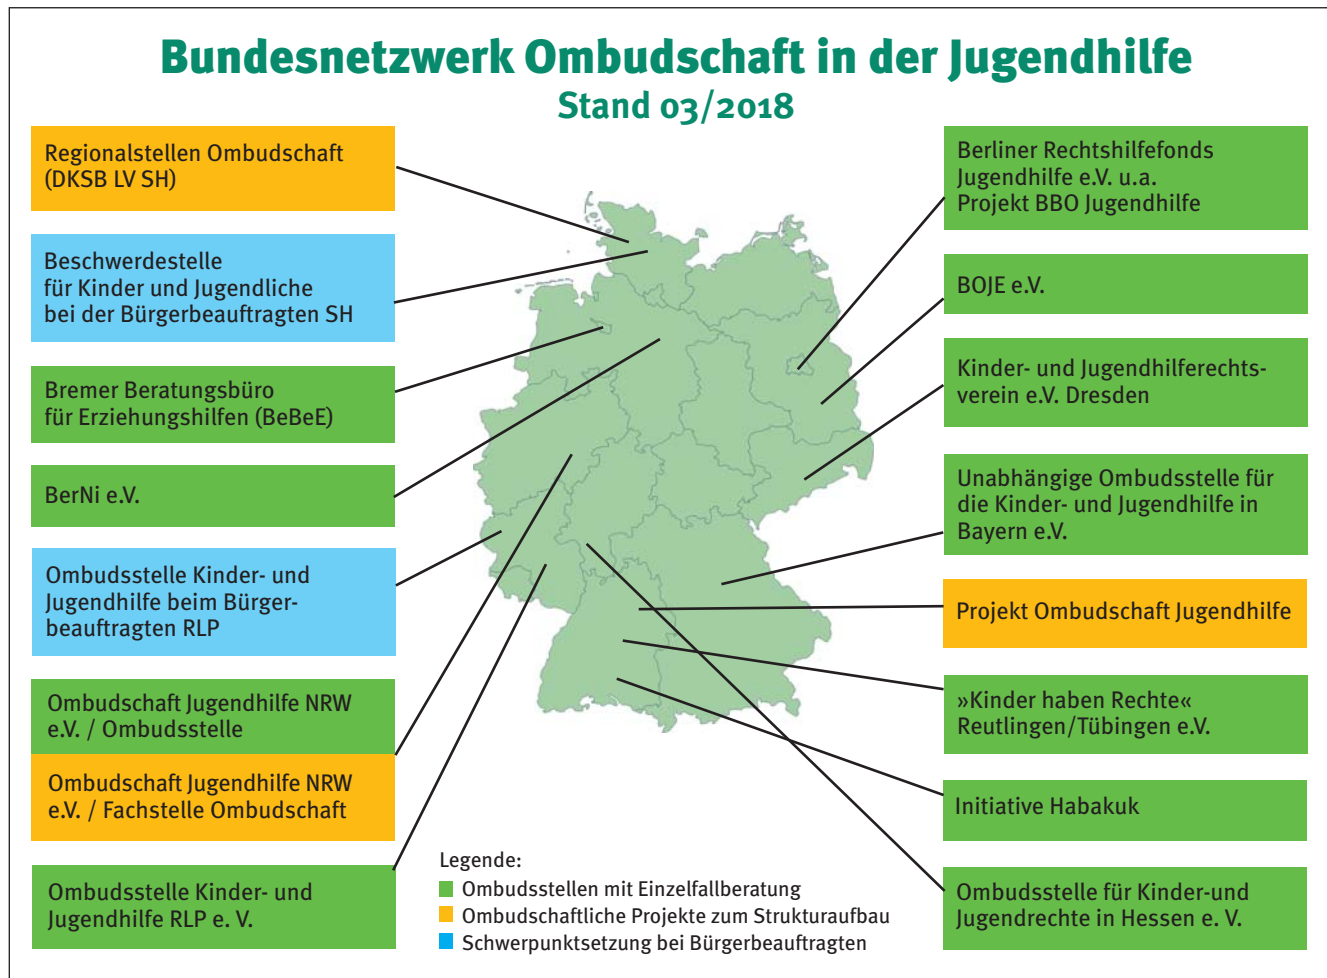 Bundesnetzwerk Ombudschaft in der Jugendhilfe
Stand 03/2018
Regionalstellen Ombudschaft
(DKSB LV SH)
Beschwerdestelle
für Kinder und Jugendliche
bei der Bürgerbeauftragten SH
Bremer Beratungsbüro
für Erziehungshilfen (BeBeE)
BerNi e.V.
Ombudsstelle Kinder- und
Jugendhilfe beim Bürger-
beauftragten RLP
Ombudschaft Jugendhilfe NRW
e.V. / Ombudsstelle
Ombudschaft Jugendhilfe NRW
e.V. / Fachstelle Ombudschaft
Ombudsstelle Kinder- und
Jugendhilfe RLP e. V.
Berliner Rechtshilfefonds
Jugendhilfe e.V. u.a.
Projekt BBO Jugendhilfe
BOJE e.V.
Kinder- und Jugendhilferechts-
verein e.V. Dresden
Unabhängige Ombudsstelle für
die Kinder- und Jugendhilfe in
Bayern e.V.
Projekt Ombudschaft Jugendhilfe
»Kinder haben Rechte«
Reutlingen/Tübingen e.V.
Initiative Habakuk
Ombudsstelle für Kinder-und
Jugendrechte in Hessen e. V.
Legende:
Ombudsstellen mit Einzelfallberatung
Ombudschaftliche Projekte zum Strukturaufbau
Schwerpunktsetzung bei Bürgerbeauftragten